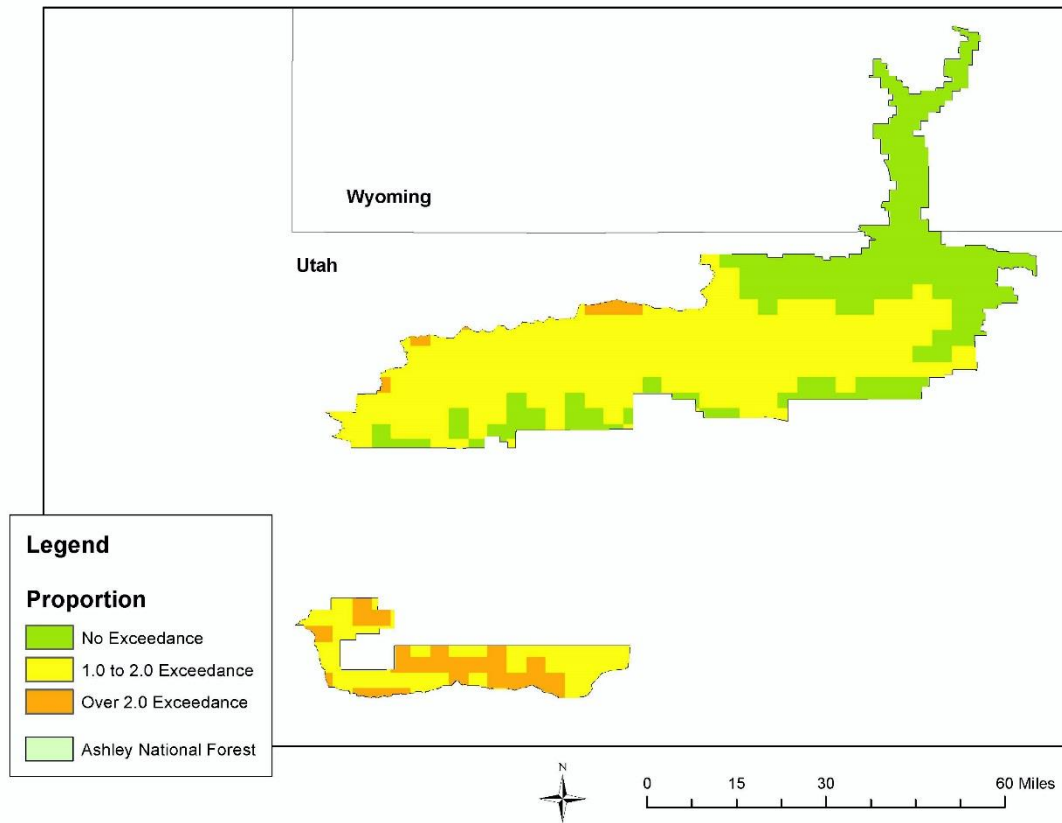 Wyoming
Utah
Legend
Proportion
No Exceedance
1.0 to 2.0 Exceedance
Over 2.0 Exceedance
Ashley National Forest
N
0 15 30 60 Miles